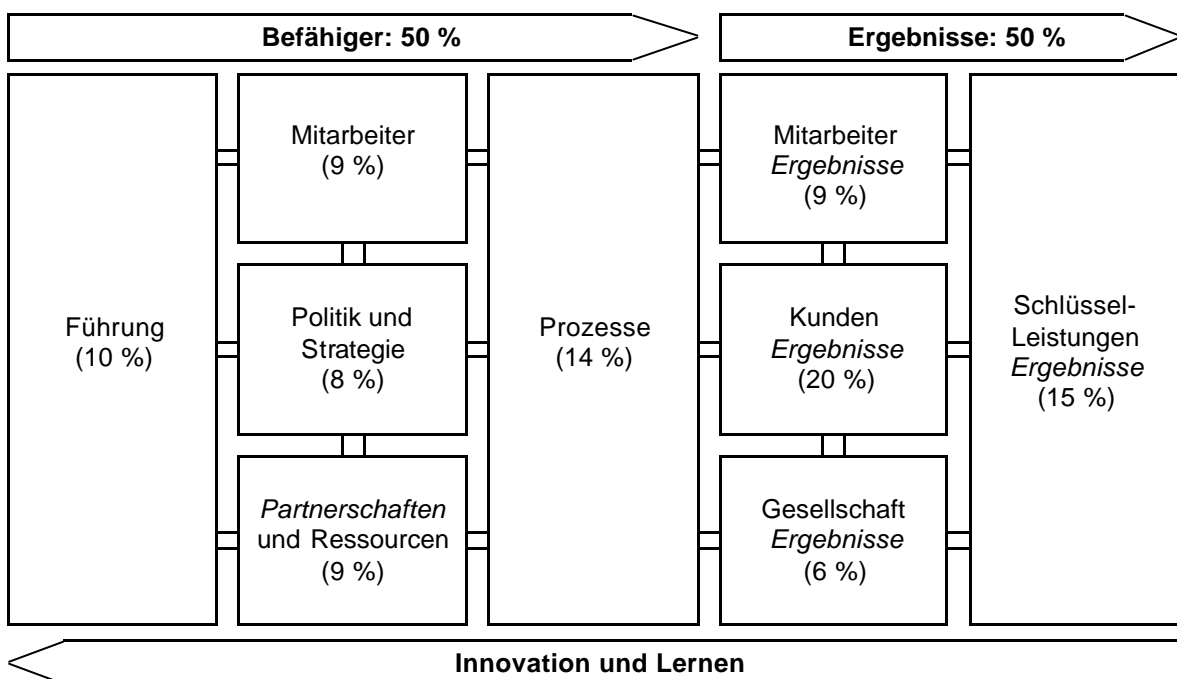 Befähiger: 50 %
Ergebnisse: 50 %
Führung
(10 %)
Mitarbeiter
(9 %)
Politik und
Strategie
(8 %)
Partnerschaften
und Ressourcen
(9 %)
Prozesse
(14 %)
Mitarbeiter
Ergebnisse
(9 %)
Kunden
Ergebnisse
(20 %)
Gesellschaft
Ergebnisse
(6 %)
Schlüssel-
Leistungen
Ergebnisse
(15 %)
Innovation und Lernen